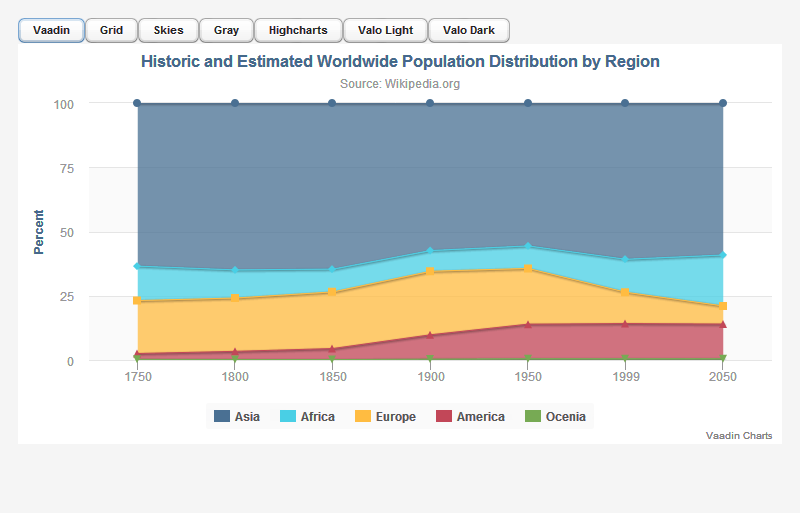 Vaadin Grid Skies Gray Highcharts Valo Light Valo Dark
Historic and Estimated Worldwide Population Distribution by Region
Source: Wikipedia.org
Percent
100
75
50
25
0
1750 1800 1850 1900 1950 1999 2050
Asia Africa Europe America Ocenia
Vaadin Charts